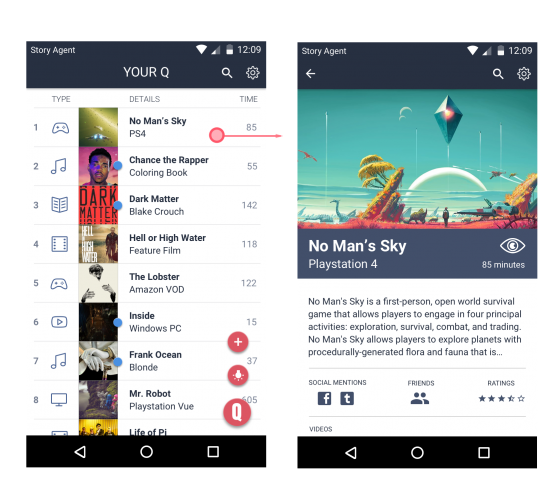 Story Agent 12:09
YOUR Q
TYPE DETAILS TIME
1 No Man's Sky 85
PS4
2 Chance the Rapper 55
Coloring Book
3 DARK MATTER Dark Matter 142
Blake Crouch
4 HELL OR HIGH WATER Hell or High Water 118
Feature Film
5 The Lobster 122
Amazon VOD
6 Inside 15
Windows PC
7 Frank Ocean 37
Blonde
8 Mr. Robot 605
Playstation Vue
Life of Pi
+
Q
Story Agent 12:09
No Man's Sky
Playstation 4 85 minutes
No Man's Sky is a first-person, open world survival
game that allows players to engage in four principal
activities: exploration, survival, combat, and trading.
No Man's Sky allows players to explore planets with
procedurally-generated flora and fauna that is...
SOCIAL MENTIONS FRIENDS RATINGS
f t
VIDEOS